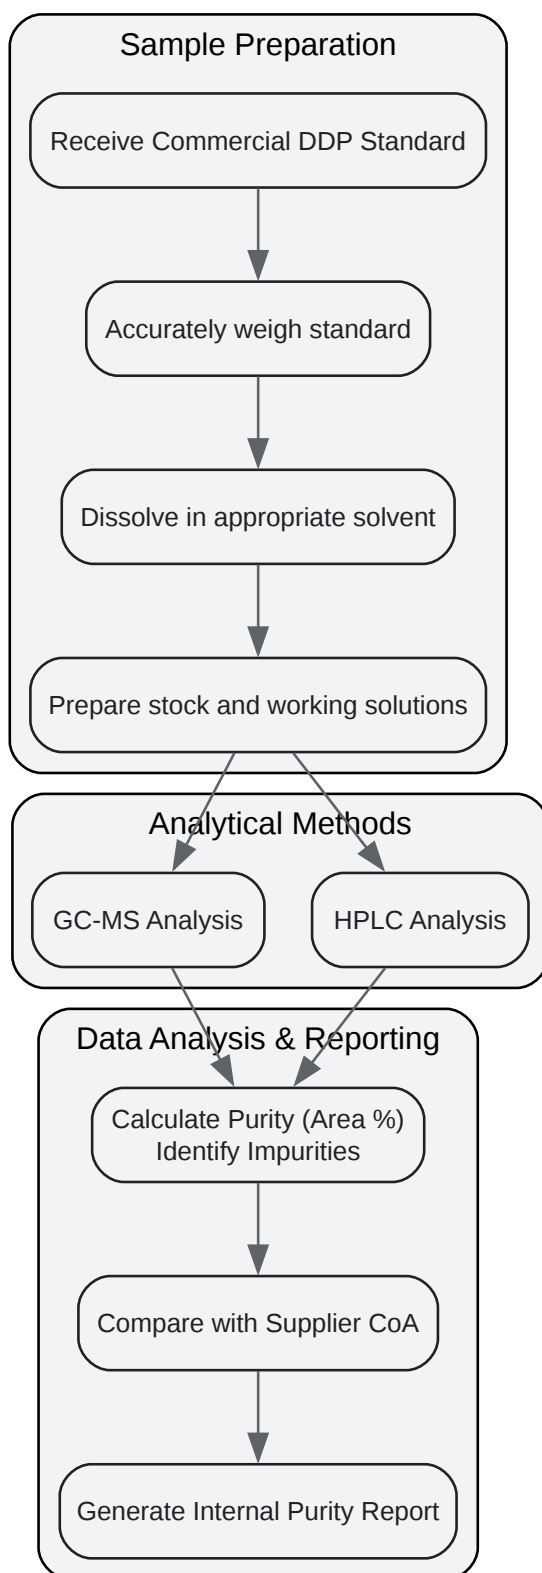 Sample Preparation
Receive Commercial DDP Standard
Accurately weigh standard
Dissolve in appropriate solvent
Prepare stock and working solutions
Analytical Methods
GC-MS Analysis
HPLC Analysis
Data Analysis & Reporting
Calculate Purity (Area %)
Identify Impurities
Compare with Supplier CoA
Generate Internal Purity Report